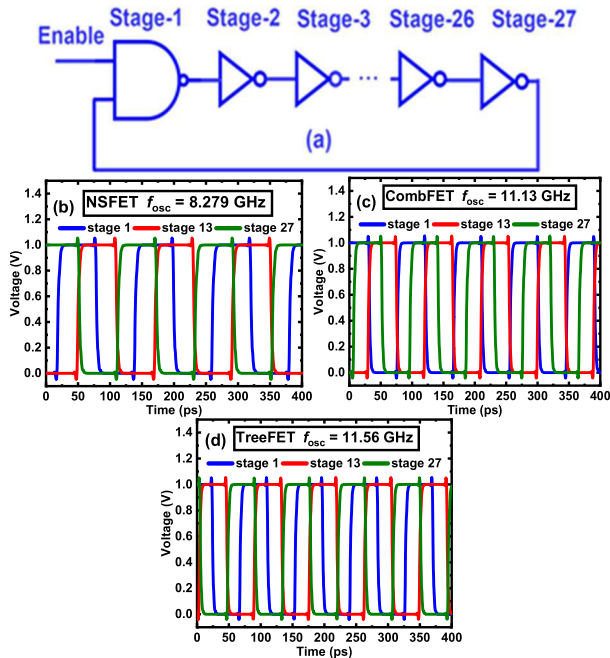 Stage-1 Stage-2 Stage-3 Stage-26 Stage-27
Enable
...
(a)
(b) NSFET fosc = 8.279 GHz
stage 1 stage 13 stage 27
Voltage (V)
1.4
1.2
1.0
0.8
0.6
0.4
0.2
0.0
0 50 100 150 200 250 300 350 400
Time (ps)
(c) CombFET fosc = 11.13 GHz
stage 1 stage 13 stage 27
Voltage (V)
1.4
1.2
1.0
0.8
0.6
0.4
0.2
0.0
0 50 100 150 200 250 300 350 400
Time (ps)
(d) TreeFET fosc = 11.56 GHz
stage 1 stage 13 stage 27
Voltage (V)
1.4
1.2
1.0
0.8
0.6
0.4
0.2
0.0
0 50 100 150 200 250 300 350 400
Time (ps)